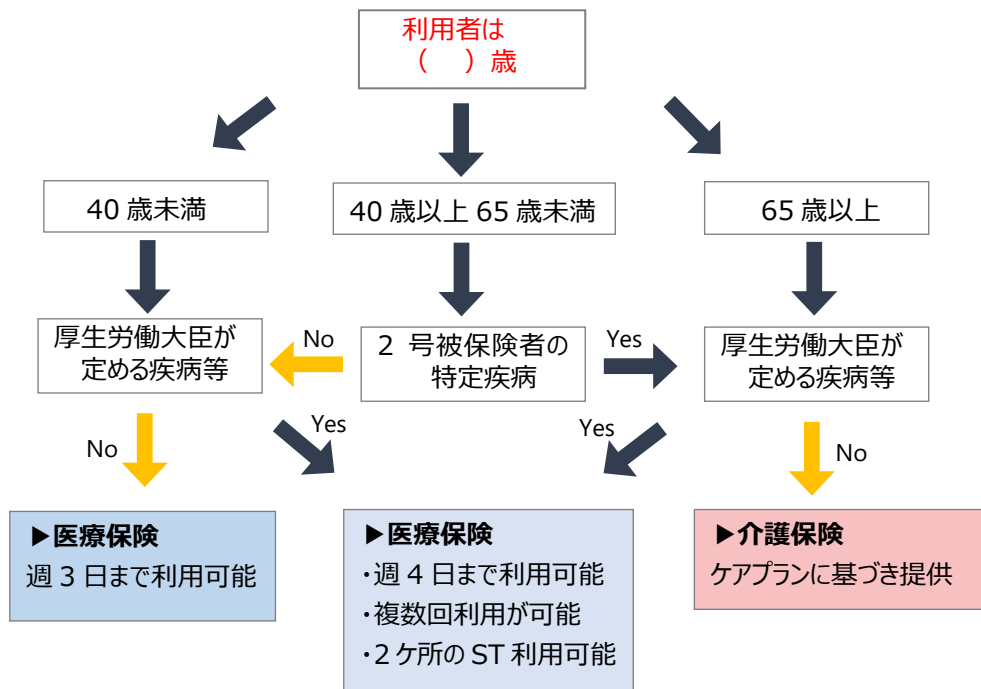 利用者は
（　）歳
40 歳未満
40 歳以上 65 歳未満
65 歳以上
厚生労働大臣が
定める疾病等
No
2 号被保険者の
特定疾病
Yes
厚生労働大臣が
定める疾病等
No
Yes
Yes
No
▶医療保険
週 3 日まで利用可能
▶医療保険
・週 4 日まで利用可能
・複数回利用が可能
・2ケ所の ST 利用可能
▶介護保険
ケアプランに基づき提供